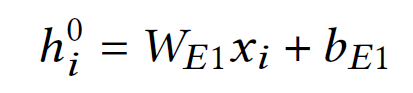 $h_i^0 = W_{E1} x_i + b_{E1}$